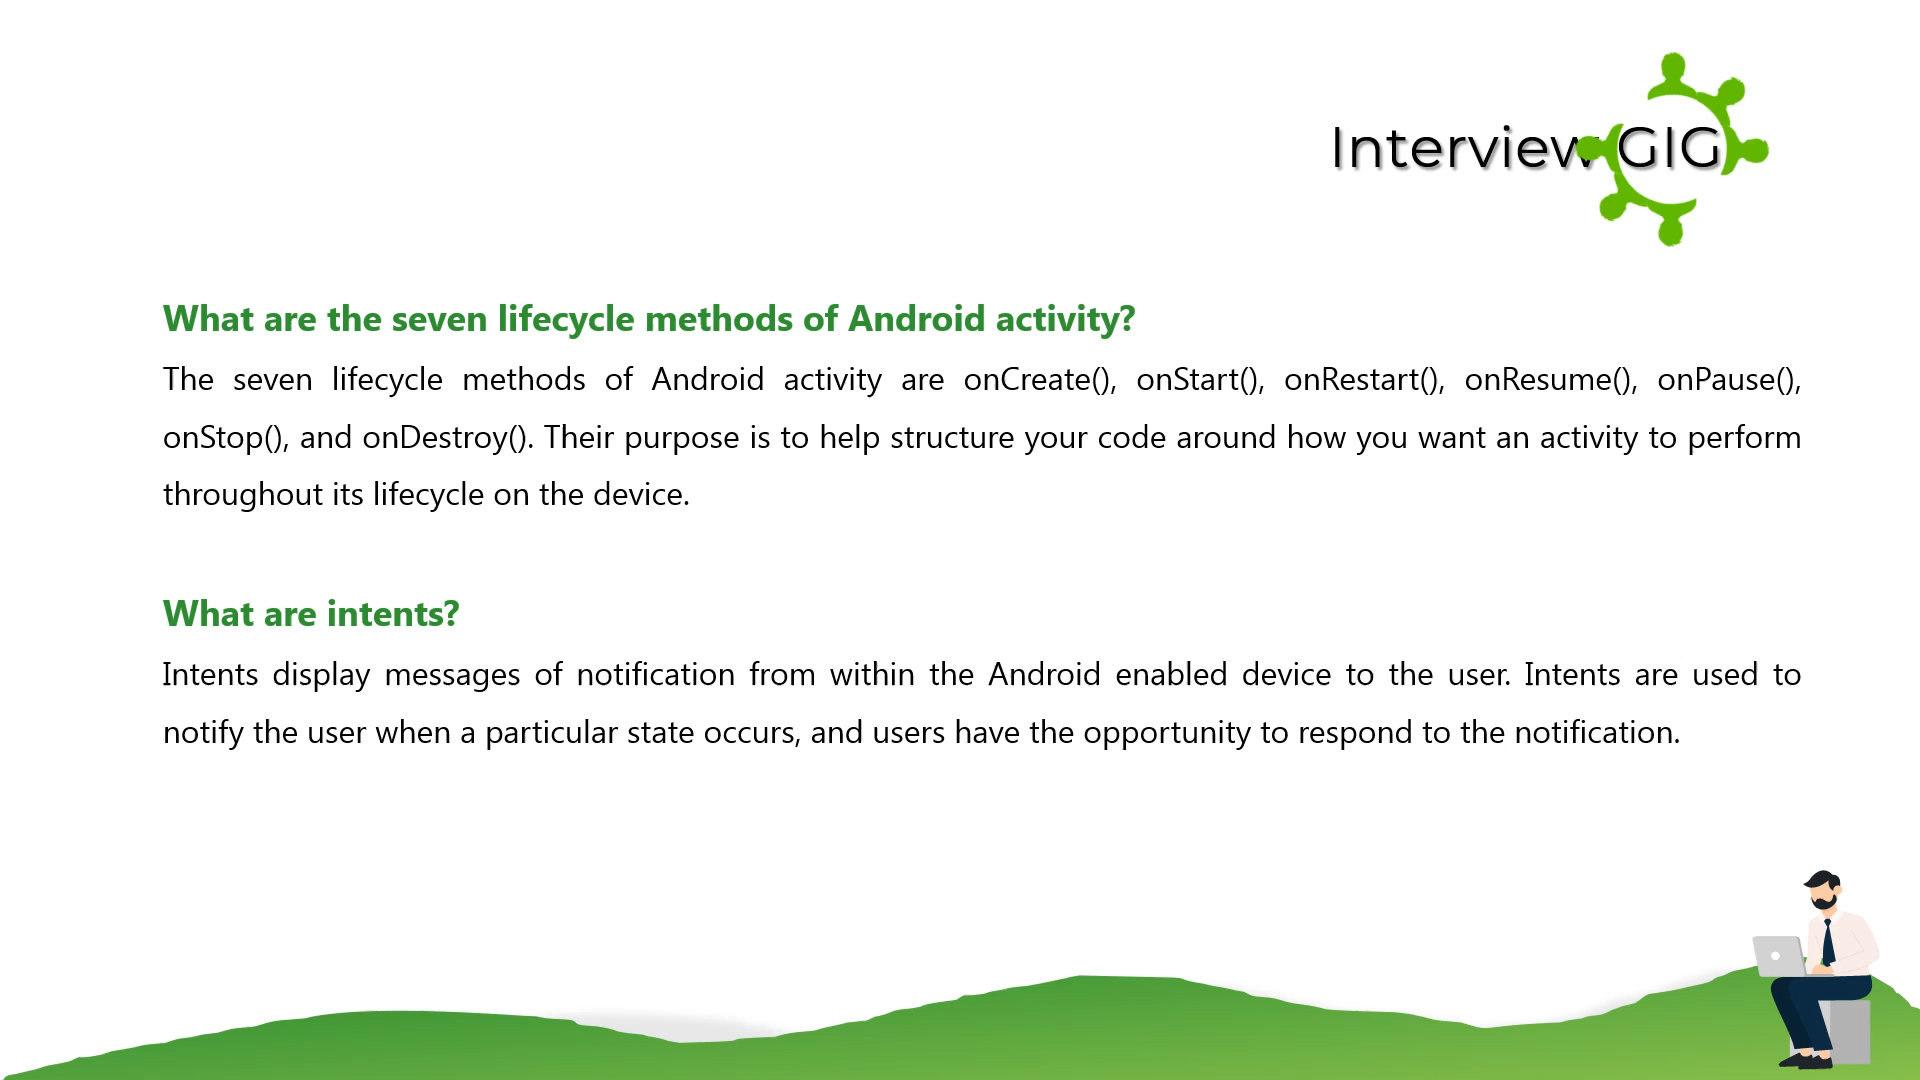 Interview GIG
What are the seven lifecycle methods of Android activity?
The seven lifecycle methods of Android activity are onCreate(), onStart(), onRestart(), onResume(), onPause(),
onStop(), and onDestroy(). Their purpose is to help structure your code around how you want an activity to perform
throughout its lifecycle on the device.
What are intents?
Intents display messages of notification from within the Android enabled device to the user. Intents are used to
notify the user when a particular state occurs, and users have the opportunity to respond to the notification.